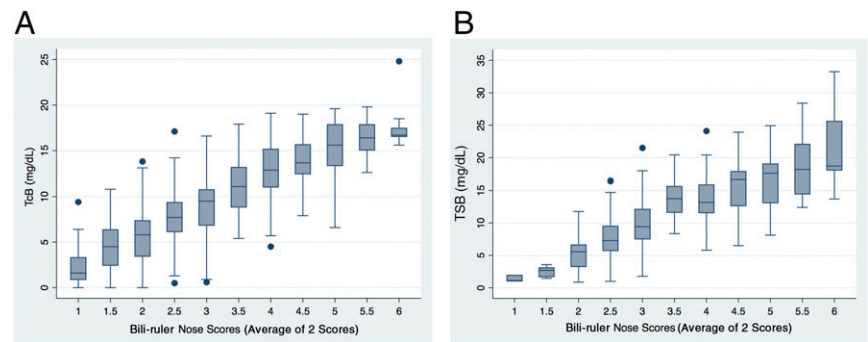 A
TcB (mg/dL)
25
20
15
10
5
0
1 1.5 2 2.5 3 3.5 4 4.5 5 5.5 6
Bili-ruler Nose Scores (Average of 2 Scores)
B
TSB (mg/dL)
35
30
25
20
15
10
5
0
1 1.5 2 2.5 3 3.5 4 4.5 5 5.5 6
Bili-ruler Nose Scores (Average of 2 Scores)